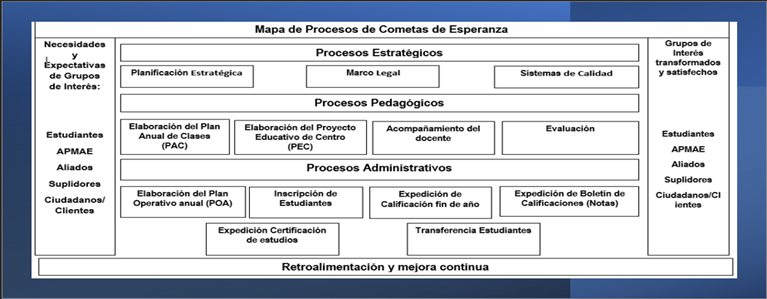 Mapa de Procesos de Cometas de Esperanza
Necesidades
y
Expectativas
de Grupos
de Interés:
Estudiantes
APMAE
Aliados
Suplidores
Ciudadanos/
Clientes
Procesos Estratégicos
Planificación Estratégica
Marco Legal
Sistemas de Calidad
Procesos Pedagógicos
Elaboración del Plan
Anual de Clases
(PAC)
Elaboración del Proyecto
Educativo de Centro
(PEC)
Acompañamiento del
docente
Evaluación
Procesos Administrativos
Elaboración del Plan
Operativo anual (POA)
Inscripción de
Estudiantes
Expedición de
Calificación fin de año
Expedición de Boletín de
Calificaciones (Notas)
Expedición Certificación
de estudios
Transferencia Estudiantes
Grupos de
Interés
transformados
y satisfechos
Estudiantes
APMAE
Aliados
Suplidores
Ciudadanos/Cl
ientes
Retroalimentación y mejora continua